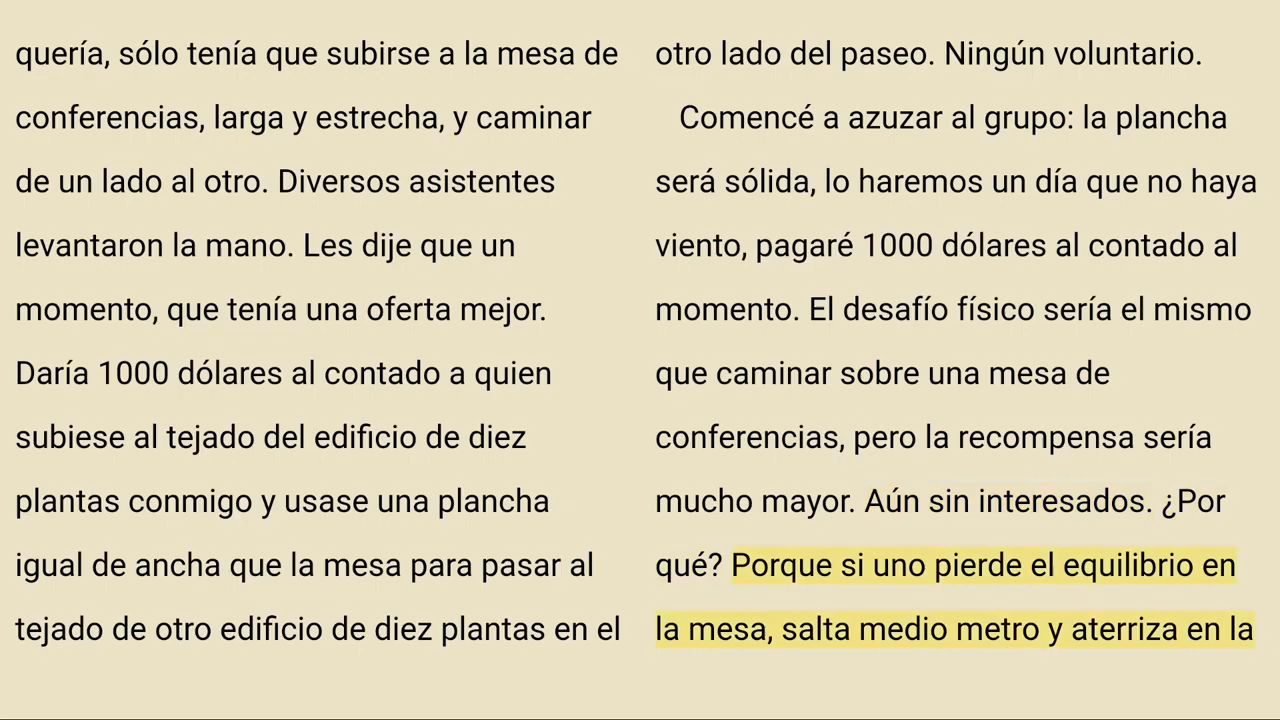 quería, sólo tenía que subirse a la mesa de
conferencias, larga y estrecha, y caminar
de un lado al otro. Diversos asistentes
levantaron la mano. Les dije que un
momento, que tenía una oferta mejor.
Daría 1000 dólares al contado a quien
subiese al tejado del edificio de diez
plantas conmigo y usase una plancha
igual de ancha que la mesa para pasar al
tejado de otro edificio de diez plantas en el
otro lado del paseo. Ningún voluntario.
Comencé a azuzar al grupo: la plancha
será sólida, lo haremos un día que no haya
viento, pagaré 1000 dólares al contado al
momento. El desafío físico sería el mismo
que caminar sobre una mesa de
conferencias, pero la recompensa sería
mucho mayor. Aún sin interesados. ¿Por
qué? Porque si uno pierde el equilibrio en
la mesa, salta medio metro y aterriza en la